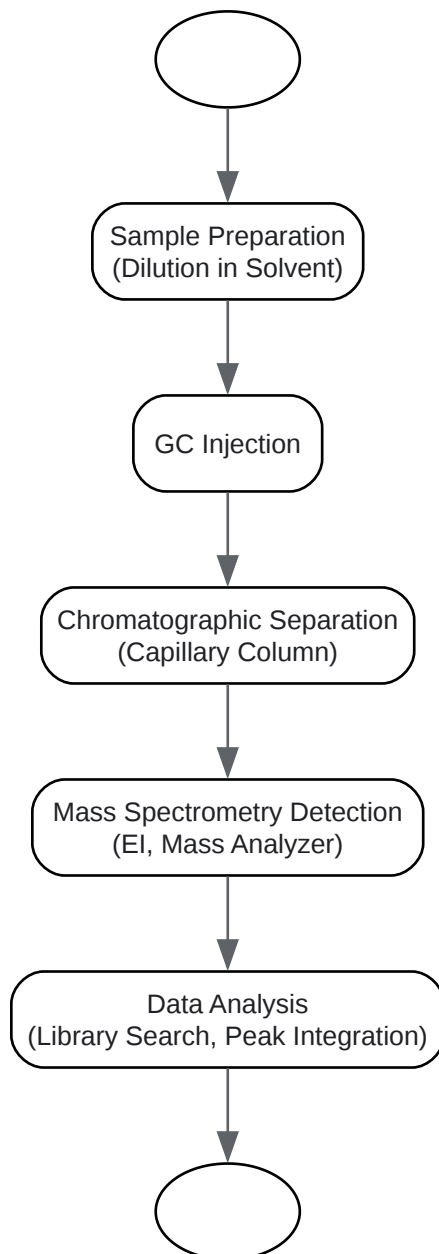 Sample Preparation
(Dilution in Solvent)
GC Injection
Chromatographic Separation
(Capillary Column)
Mass Spectrometry Detection
(EI, Mass Analyzer)
Data Analysis
(Library Search, Peak Integration)